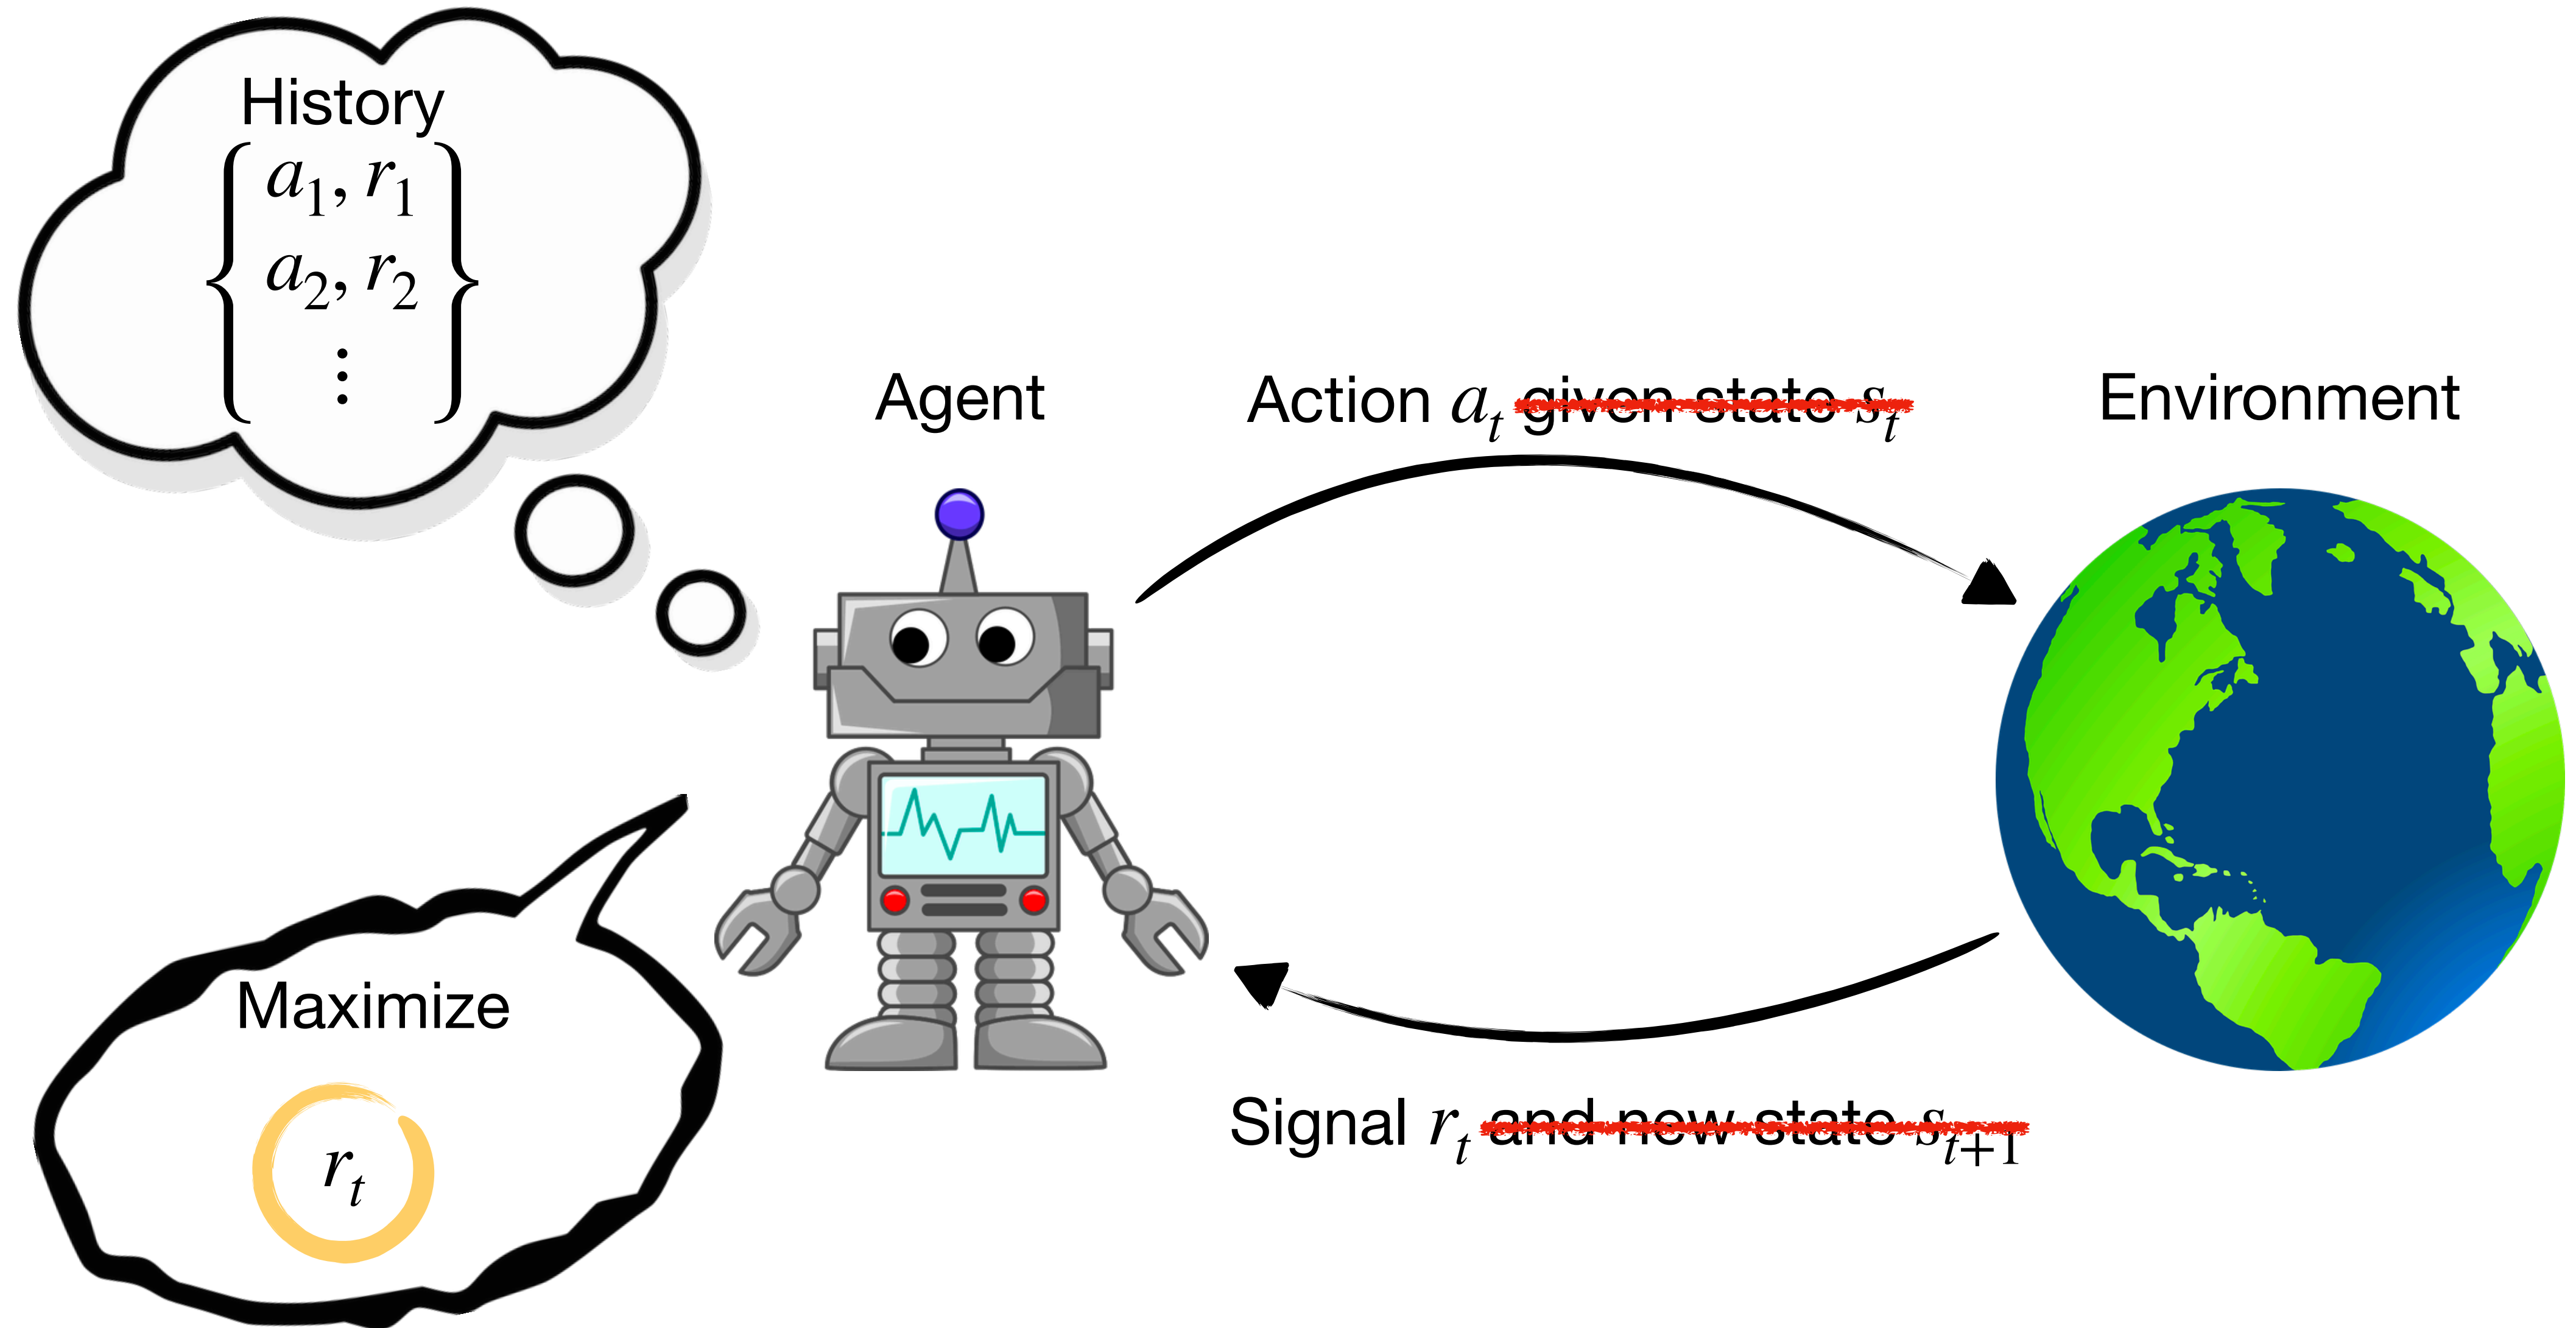 History
a₁, r₁
a₂, r₂
⋮
Agent
Action aₜ given state sₜ
Environment
Maximize
rₜ
Signal rₜ and new state sₜ₊₁